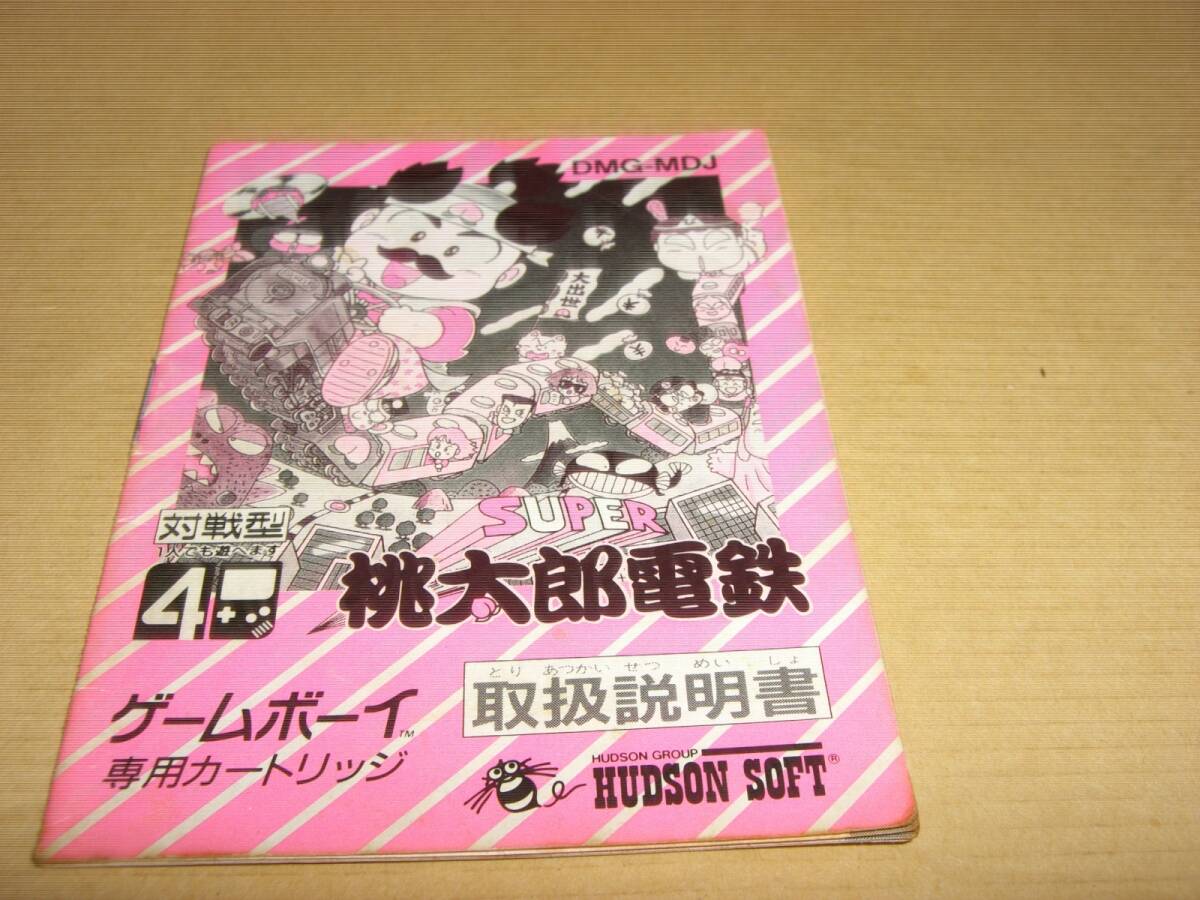 DMG-MDJ
大出世
対戦型
1人でも遊べます
4
SUPER
桃太郎電鉄
とり あつかい せつ めい しょ
取扱説明書
ゲームボーイ™
専用カートリッジ
HUDSON GROUP
HUDSON SOFT®